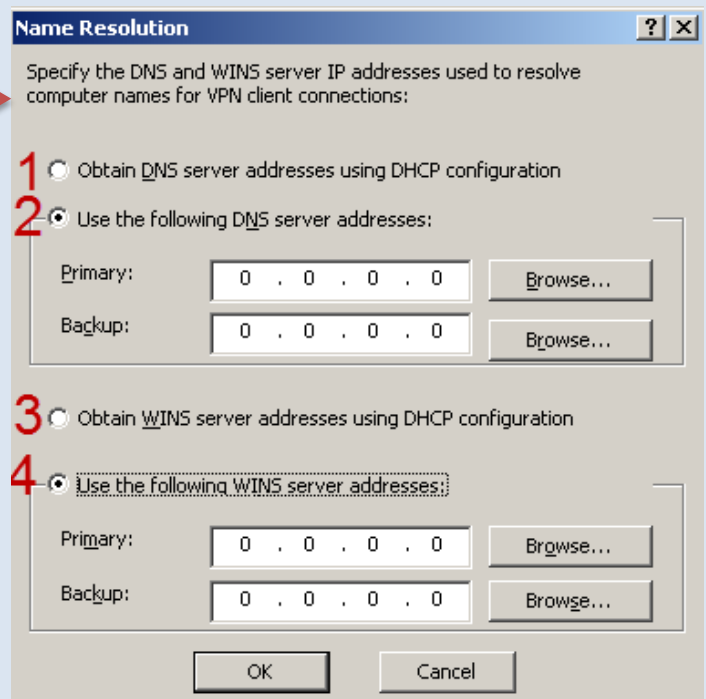 Name Resolution
Specify the DNS and WINS server IP addresses used to resolve
computer names for VPN client connections:
1 Obtain DNS server addresses using DHCP configuration
2 Use the following DNS server addresses:
Primary: 0 . 0 . 0 . 0 Browse...
Backup: 0 . 0 . 0 . 0 Browse...
3 Obtain WINS server addresses using DHCP configuration
4 Use the following WINS server addresses:
Primary: 0 . 0 . 0 . 0 Browse...
Backup: 0 . 0 . 0 . 0 Browse...
OK Cancel